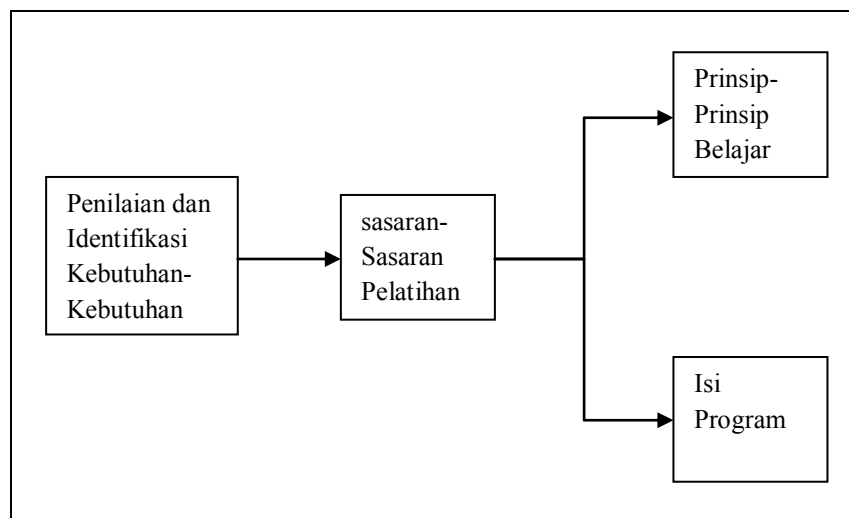 Penilaian dan
Identifikasi
Kebutuhan-
Kebutuhan
sasaran-
Sasaran
Pelatihan
Prinsip-
Prinsip
Belajar
Isi
Program